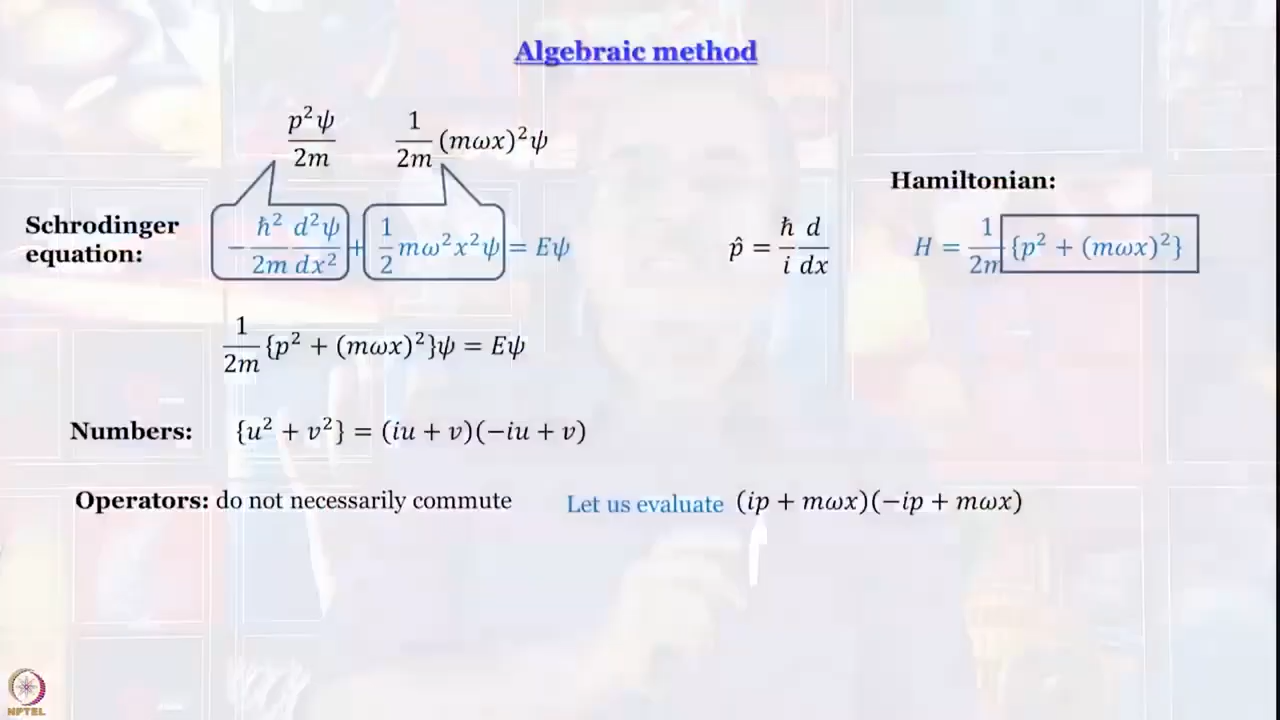 Algebraic method
p²ψ/2m    1/2m (mωx)²ψ
Hamiltonian:
Schrodinger equation: −ħ²/2m d²ψ/dx² + 1/2 mω²x²ψ = Eψ    p̂ = ħ/i d/dx    H = 1/2m {p² + (mωx)²}
1/2m {p² + (mωx)²}ψ = Eψ
Numbers: {u² + v²} = (iu + v)(−iu + v)
Operators: do not necessarily commute    Let us evaluate (ip + mωx)(−ip + mωx)
NPTEL